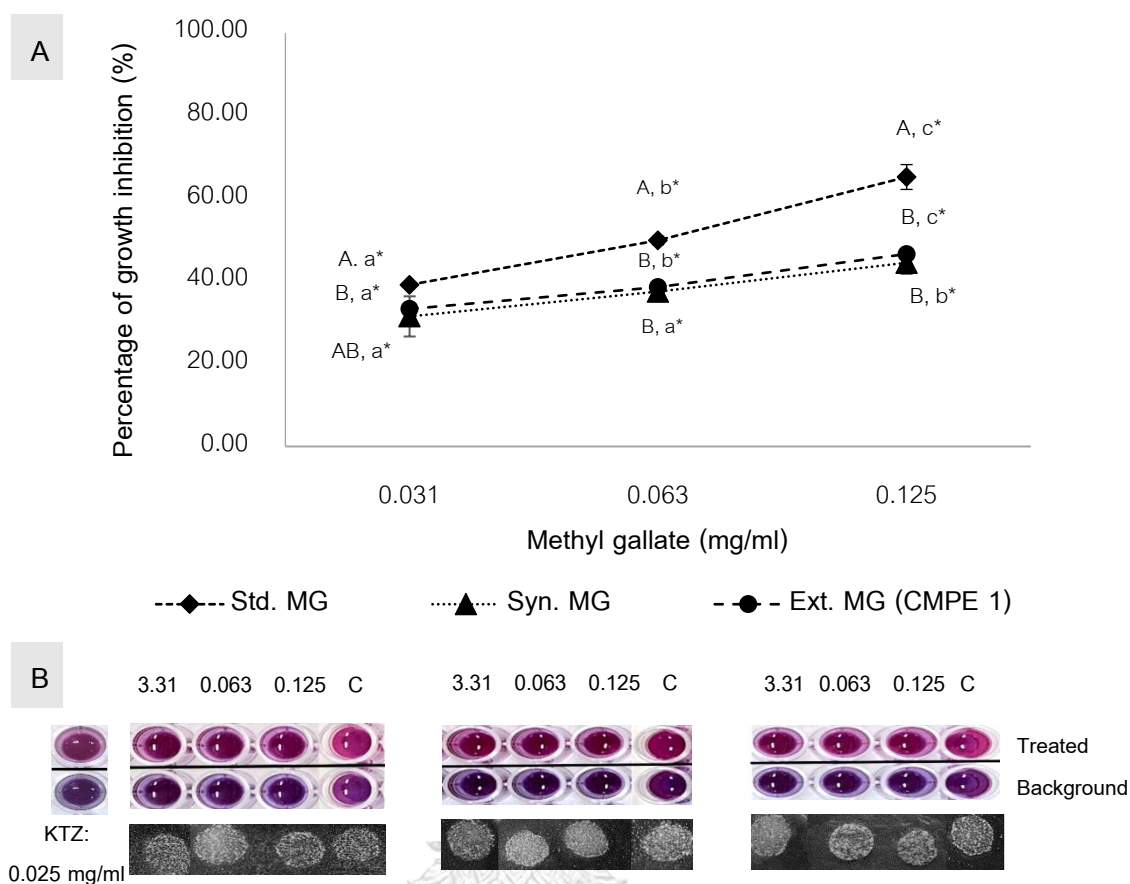 A
Percentage of growth inhibition (%)
100.00
80.00
60.00
40.00
20.00
0.00
A. a*
B, a*
AB, a*
A, b*
B, b*
B, a*
A, c*
B, c*
B, b*
0.031 0.063 0.125
Methyl gallate (mg/ml)
Std. MG Syn. MG Ext. MG (CMPE 1)
B
3.31 0.063 0.125 C 3.31 0.063 0.125 C 3.31 0.063 0.125 C
Treated
Background
KTZ:
0.025 mg/ml